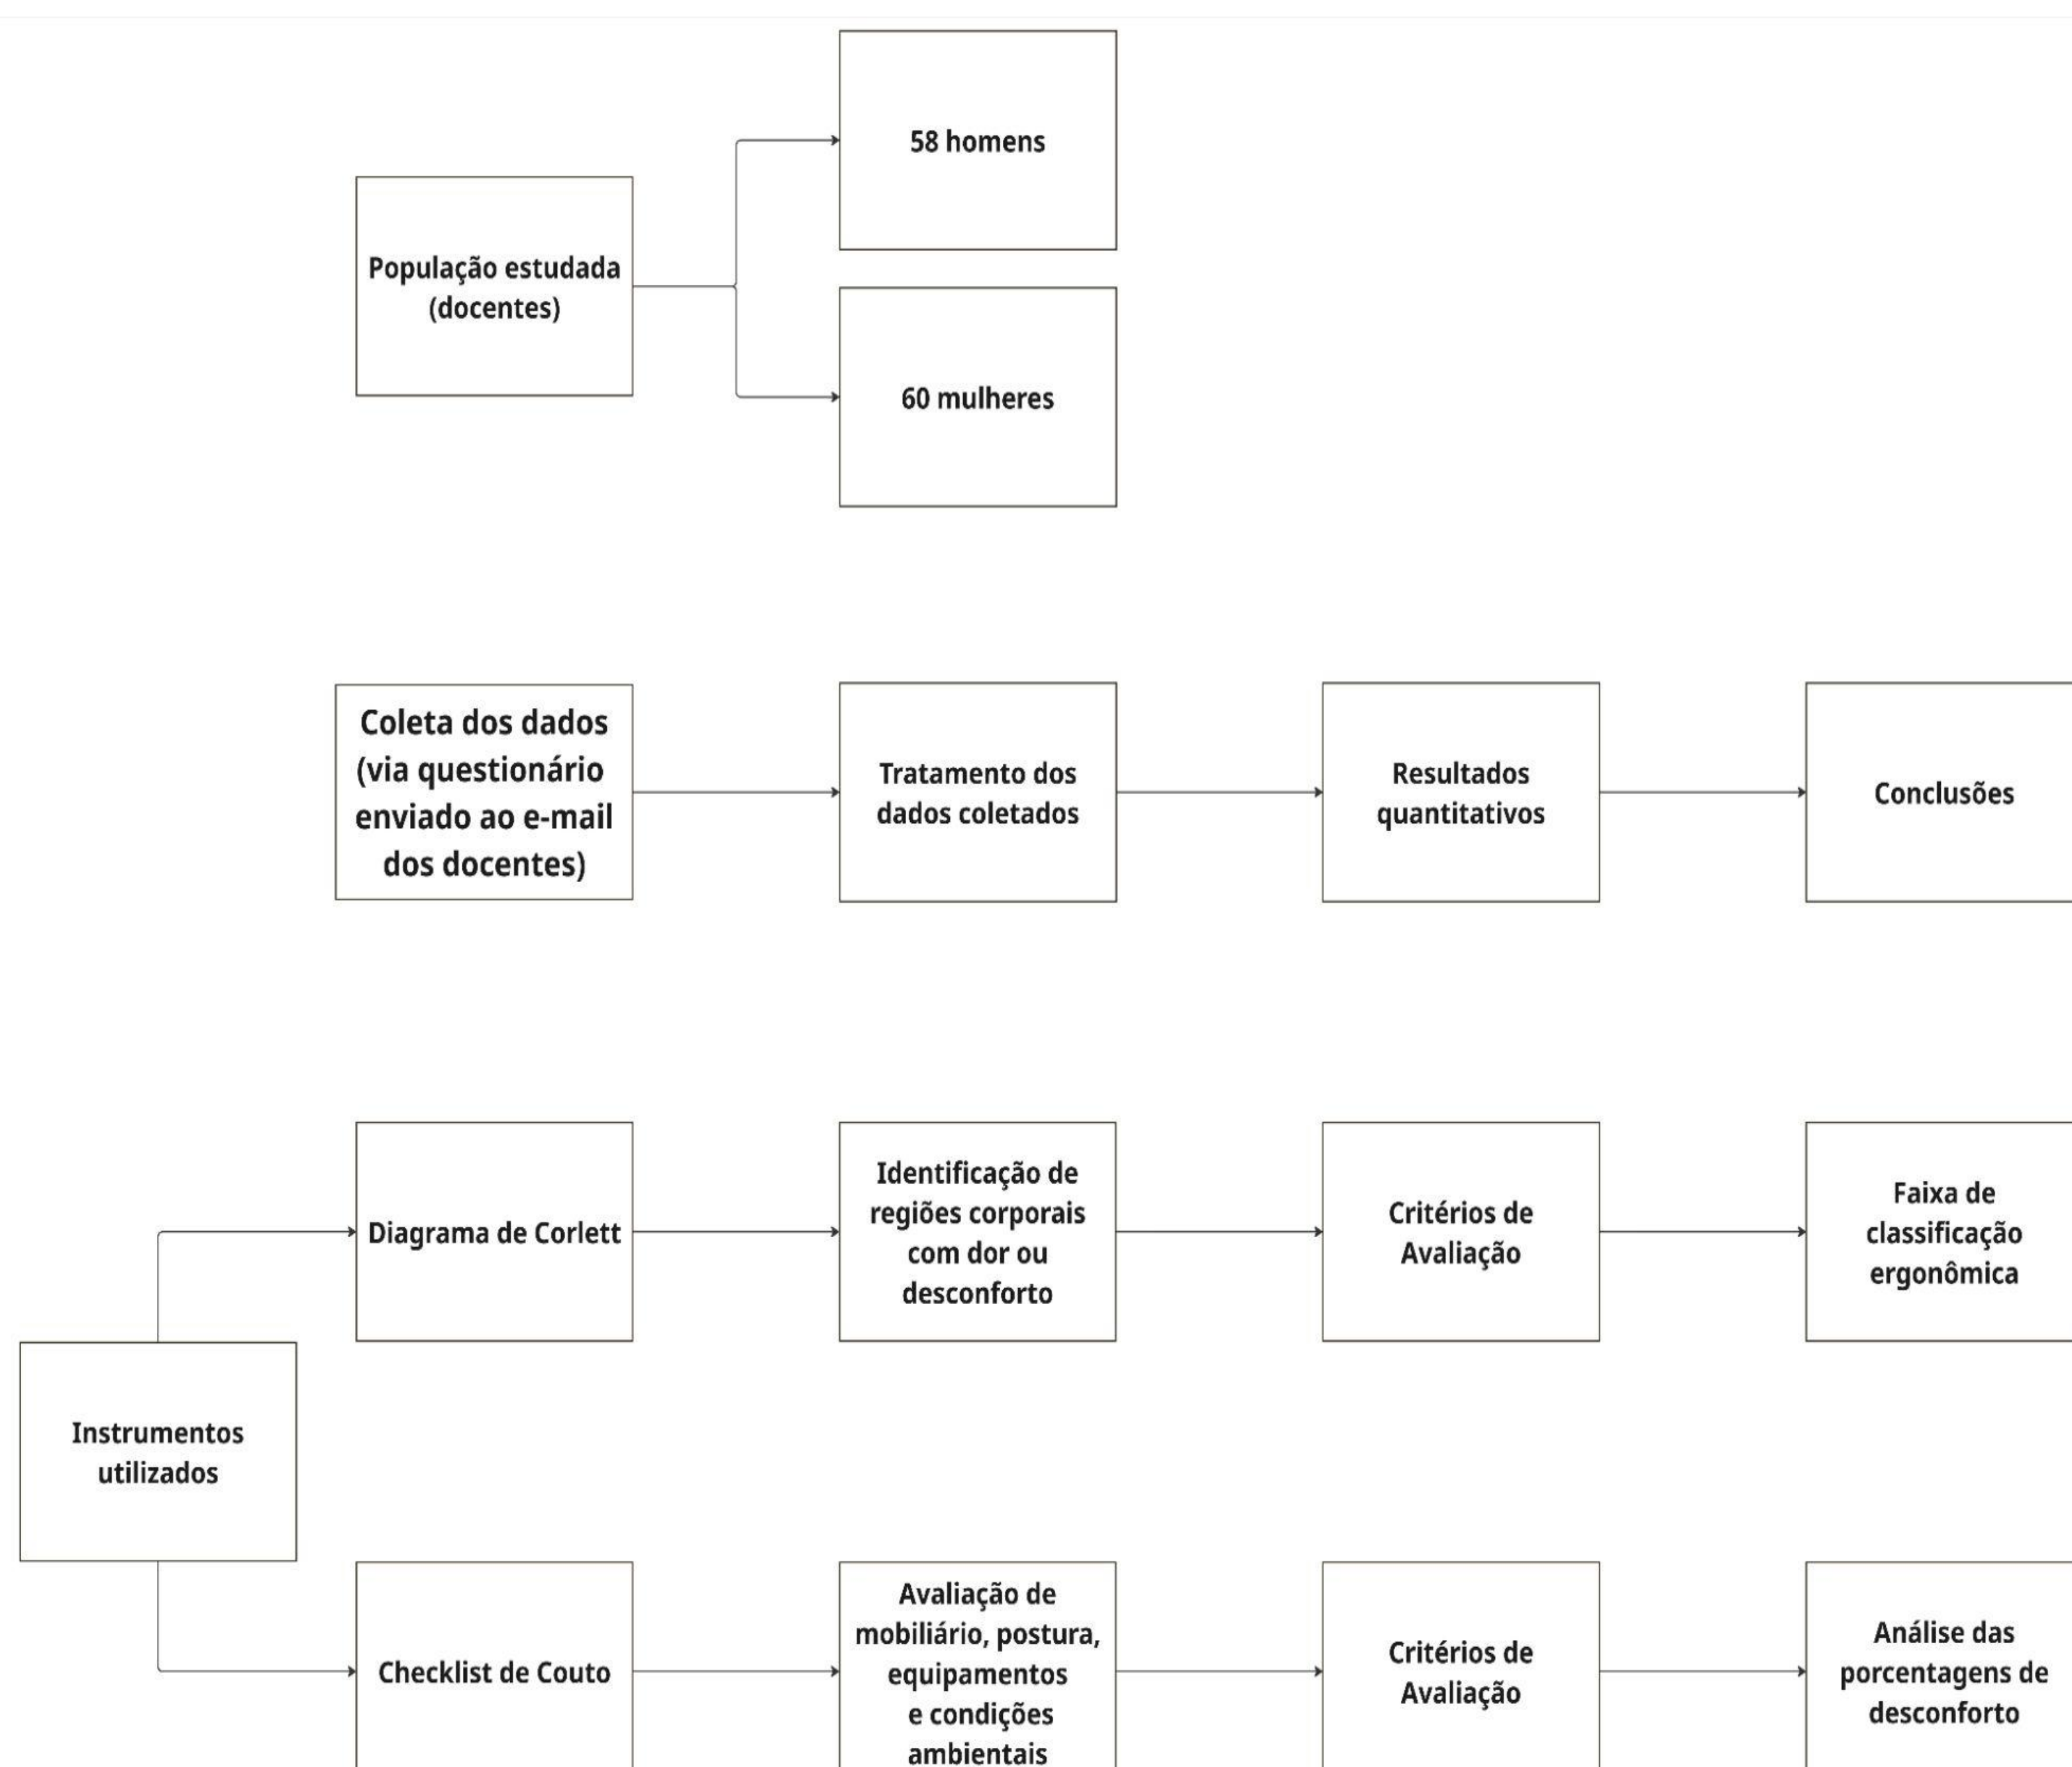 58 homens
População estudada
(docentes)
60 mulheres
Coleta dos dados
(via questionário
enviado ao e-mail
dos docentes)
Tratamento dos
dados coletados
Resultados
quantitativos
Conclusões
Diagrama de Corlett
Identificação de
regiões corporais
com dor ou
desconforto
Critérios de
Avaliação
Faixa de
classificação
ergonômica
Instrumentos
utilizados
Checklist de Couto
Avaliação de
mobiliário, postura,
equipamentos
e condições
ambientais
Critérios de
Avaliação
Análise das
porcentagens de
desconforto